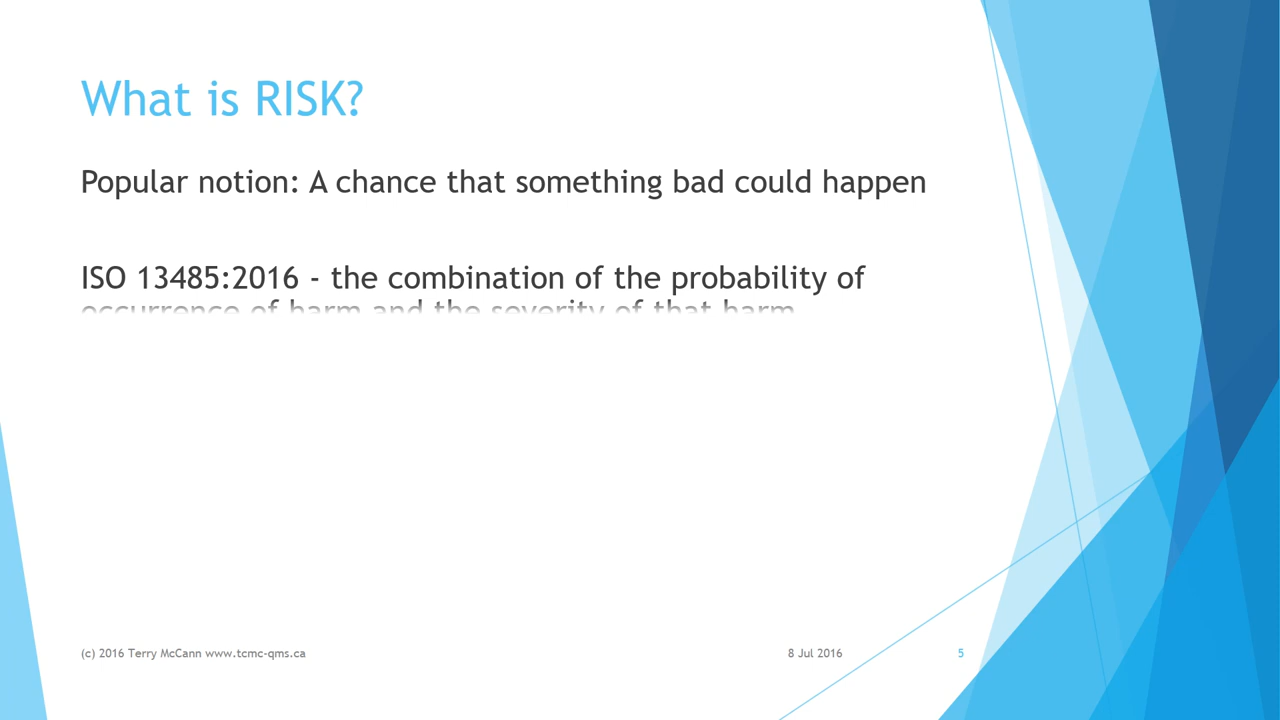 What is RISK?
Popular notion: A chance that something bad could happen
ISO 13485:2016 - the combination of the probability of
occurrence of harm and the severity of that harm
(c) 2016 Terry McCann www.tcmc-qms.ca
8 Jul 2016
5